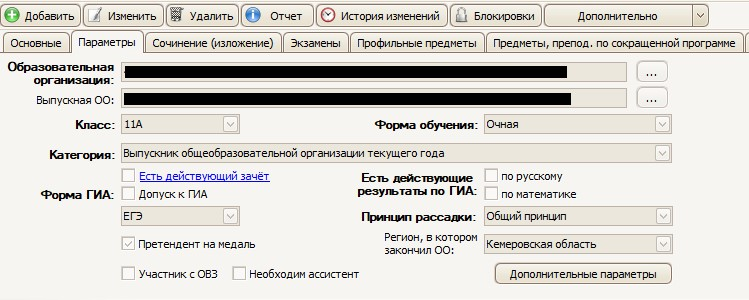 Добавить Изменить Удалить Отчет История изменений Блокировки Дополнительно
Основные Параметры Сочинение (изложение) Экзамены Профильные предметы Предметы, препод. по сокращенной программе
Образовательная
организация: ...
Выпускная ОО: ...
Класс: 11А Форма обучения: Очная
Категория: Выпускник общеобразовательной организации текущего года
Есть действующий зачёт Есть действующие по русскому
Форма ГИА: Допуск к ГИА результаты по ГИА: по математике
ЕГЭ Принцип рассадки: Общий принцип
Претендент на медаль Регион, в котором
закончил ОО: Кемеровская область
Участник с ОВЗ Необходим ассистент Дополнительные параметры